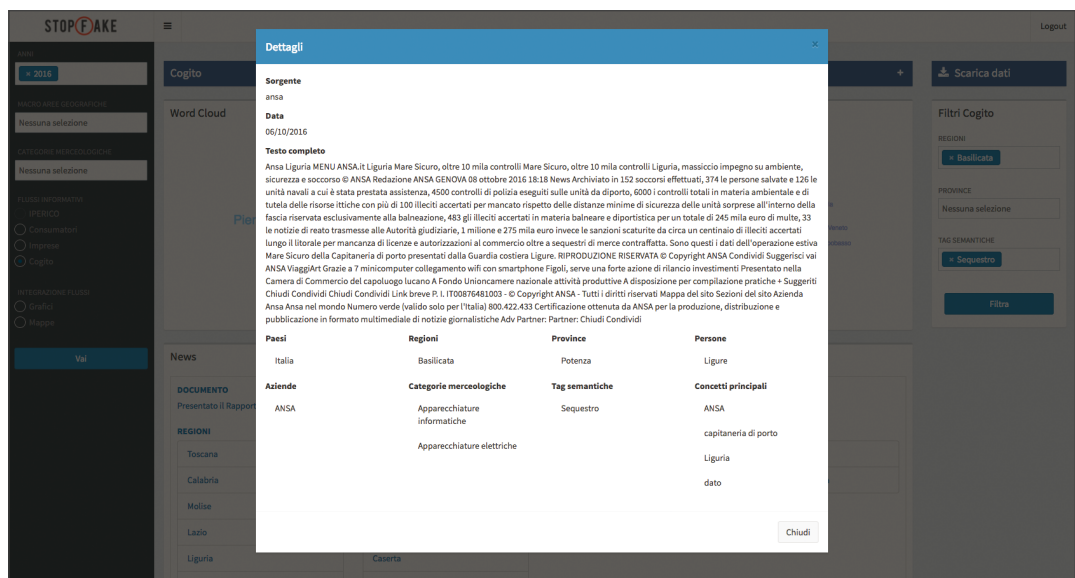 STOPFAKE
Logout
ANNI
× 2016
MACRO AREE GEOGRAFICHE
Nessuna selezione
CATEGORIE MERCEOLOGICHE
Nessuna selezione
FLUSSI INFORMATIVI
IPERICO
Consumatori
Imprese
Cogito
INTEGRAZIONE FLUSSI
Grafici
Mappe
Vai
Cogito
+
Word Cloud
Pier
News
DOCUMENTO
Presentato il Rapport
REGIONI
Toscana
Calabria
Molise
Lazio
Liguria
Caserta
Dettagli
×
Sorgente
ansa
Data
06/10/2016
Testo completo
Ansa Liguria MENU ANSA.it Liguria Mare Sicuro, oltre 10 mila controlli Mare Sicuro, oltre 10 mila controlli Liguria, massiccio impegno su ambiente,
sicurezza e soccorso © ANSA Redazione ANSA GENOVA 08 ottobre 2016 18:18 News Archiviato in 152 soccorsi effettuati, 374 le persone salvate e 126 le
unità navali a cui è stata prestata assistenza, 4500 controlli di polizia eseguiti sulle unità da diporto, 6000 i controlli totali in materia ambientale e di
tutela delle risorse ittiche con più di 100 illeciti accertati per mancato rispetto delle distanze minime di sicurezza delle unità sorprese all'interno della
fascia riservata esclusivamente alla balneazione, 483 gli illeciti accertati in materia balneare e diportistica per un totale di 245 mila euro di multe, 33
le notizie di reato trasmesse alle Autorità giudiziarie, 1 milione e 275 mila euro invece le sanzioni scaturite da circa un centinaio di illeciti accertati
lungo il litorale per mancanza di licenze e autorizzazioni al commercio oltre a sequestri di merce contraffatta. Sono questi i dati dell'operazione estiva
Mare Sicuro della Capitaneria di porto presentati dalla Guardia costiera Ligure. RIPRODUZIONE RISERVATA © Copyright ANSA Condividi Suggerisci vai
ANSA ViaggiArt Grazie a 7 minicomputer collegamento wifi con smartphone Figoli, serve una forte azione di rilancio investimenti Presentato nella
Camera di Commercio del capoluogo lucano A Fondo Unioncamere nazionale attività produttive A disposizione per compilazione pratiche + Suggeriti
Chiudi Condividi Chiudi Condividi Link breve P. I. IT00876481003 - © Copyright ANSA - Tutti i diritti riservati Mappa del sito Sezioni del sito Azienda
Ansa Ansa nel mondo Numero verde (valido solo per l'Italia) 800.422.433 Certificazione ottenuta da ANSA per la produzione, distribuzione e
pubblicazione in formato multimediale di notizie giornalistiche Adv Partner: Partner: Chiudi Condividi
Paesi Regioni Province Persone
Italia Basilicata Potenza Ligure
Aziende Categorie merceologiche Tag semantiche Concetti principali
ANSA Apparecchiature Sequestro ANSA
informatiche
capitaneria di porto
Apparecchiature elettriche
Liguria
dato
Chiudi
Scarica dati
Filtri Cogito
REGIONI
× Basilicata
PROVINCE
Nessuna selezione
TAG SEMANTICHE
× Sequestro
Filtra